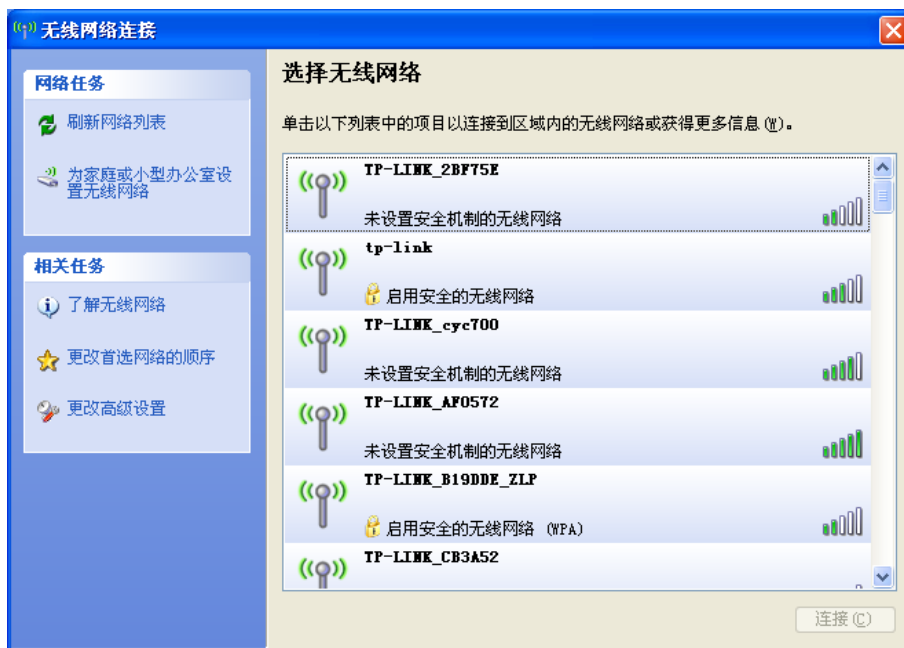 无线网络连接
网络任务
刷新网络列表
为家庭或小型办公室设
置无线网络
相关任务
了解无线网络
更改首选网络的顺序
更改高级设置
选择无线网络
单击以下列表中的项目以连接到区域内的无线网络或获得更多信息(W)。
TP-LINK_2BF75E
未设置安全机制的无线网络
tp-link
启用安全的无线网络
TP-LINK_cyc700
未设置安全机制的无线网络
TP-LINK_AF0572
未设置安全机制的无线网络
TP-LINK_B19DDE_ZLP
启用安全的无线网络 (WPA)
TP-LINK_CB3A52
连接(C)